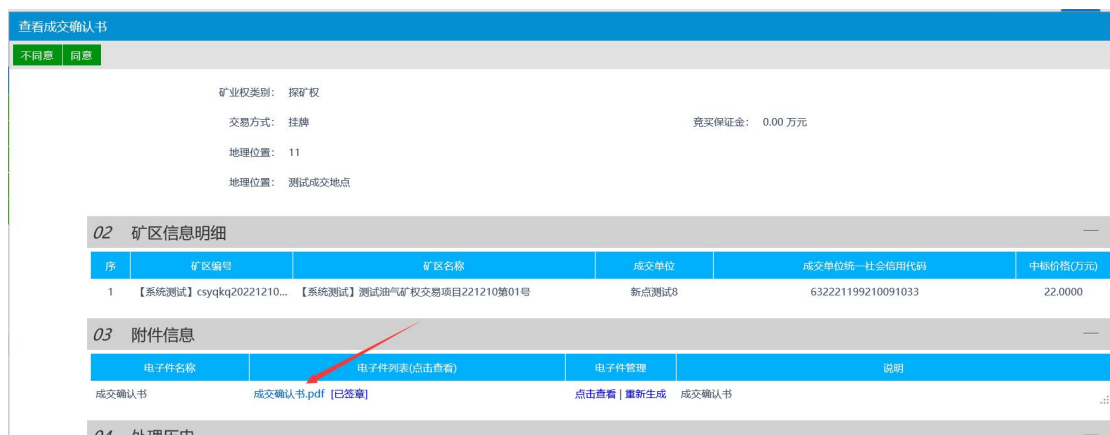 查看成交确认书
不同意 同意
矿业权类别： 探矿权
交易方式： 挂牌 竞买保证金： 0.00 万元
地理位置： 11
地理位置： 测试成交地点
02 矿区信息明细
序 矿区编号 矿区名称 成交单位 成交单位统一社会信用代码 中标价格(万元)
1 【系统测试】csyqkq20221210... 【系统测试】测试油气矿权交易项目221210第01号 新点测试8 632221199210091033 22.0000
03 附件信息
电子件名称 电子件列表(点击查看) 电子件管理 说明
成交确认书 成交确认书.pdf [已签章] 点击查看 | 重新生成 成交确认书
04 处理历史